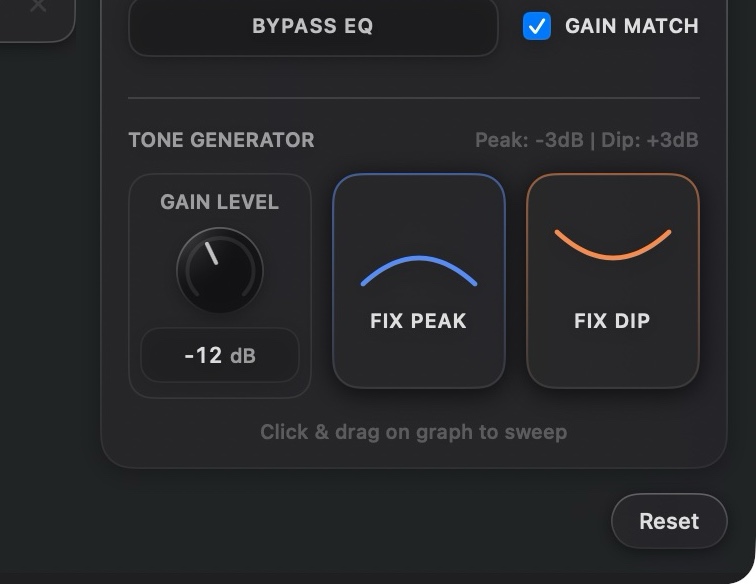 BYPASS EQ
GAIN MATCH
TONE GENERATOR
Peak: -3dB | Dip: +3dB
GAIN LEVEL
-12 dB
FIX PEAK
FIX DIP
Click & drag on graph to sweep
Reset